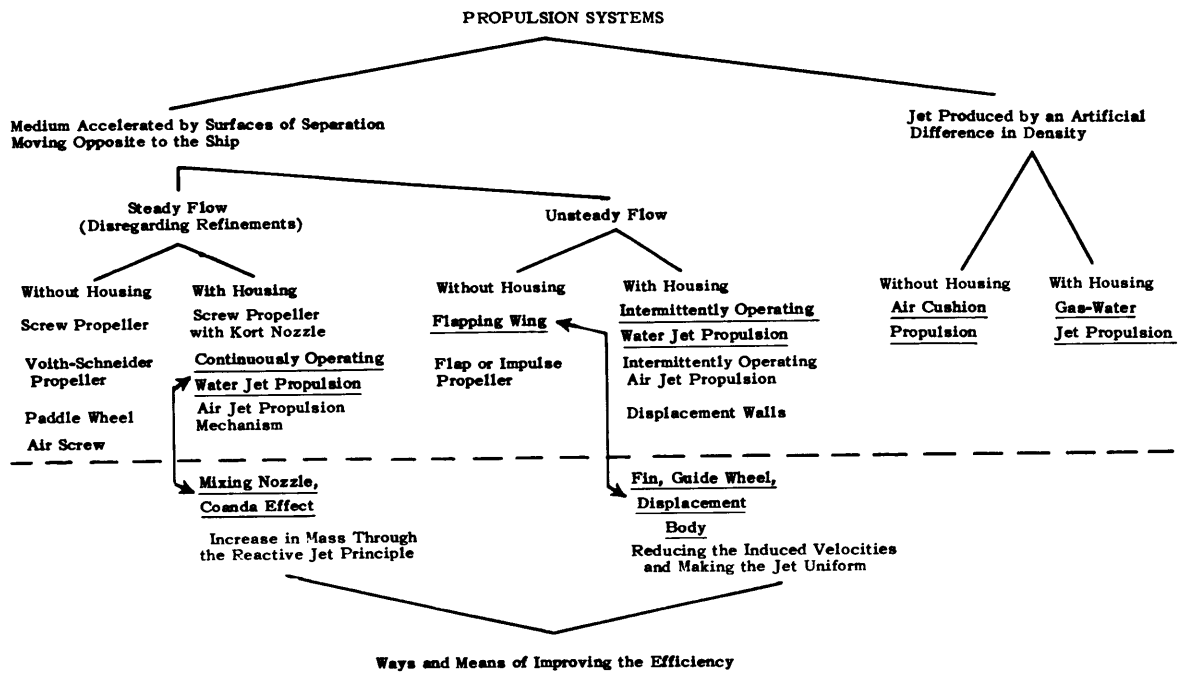 PROPULSION SYSTEMS
Medium Accelerated by Surfaces of Separation
Moving Opposite to the Ship
Jet Produced by an Artificial
Difference in Density
Steady Flow
(Disregarding Refinements)
Unsteady Flow
Without Housing
Screw Propeller
Voith-Schneider
Propeller
Paddle Wheel
Air Screw
With Housing
Screw Propeller
with Kort Nozzle
Continuously Operating
Water Jet Propulsion
Air Jet Propulsion
Mechanism
Without Housing
Flapping Wing
Flap or Impulse
Propeller
With Housing
Intermittently Operating
Water Jet Propulsion
Intermittently Operating
Air Jet Propulsion
Displacement Walls
Without Housing
Air Cushion
Propulsion
With Housing
Gas-Water
Jet Propulsion
Mixing Nozzle,
Coanda Effect
Increase in Mass Through
the Reactive Jet Principle
Fin, Guide Wheel,
Displacement
Body
Reducing the Induced Velocities
and Making the Jet Uniform
Ways and Means of Improving the Efficiency